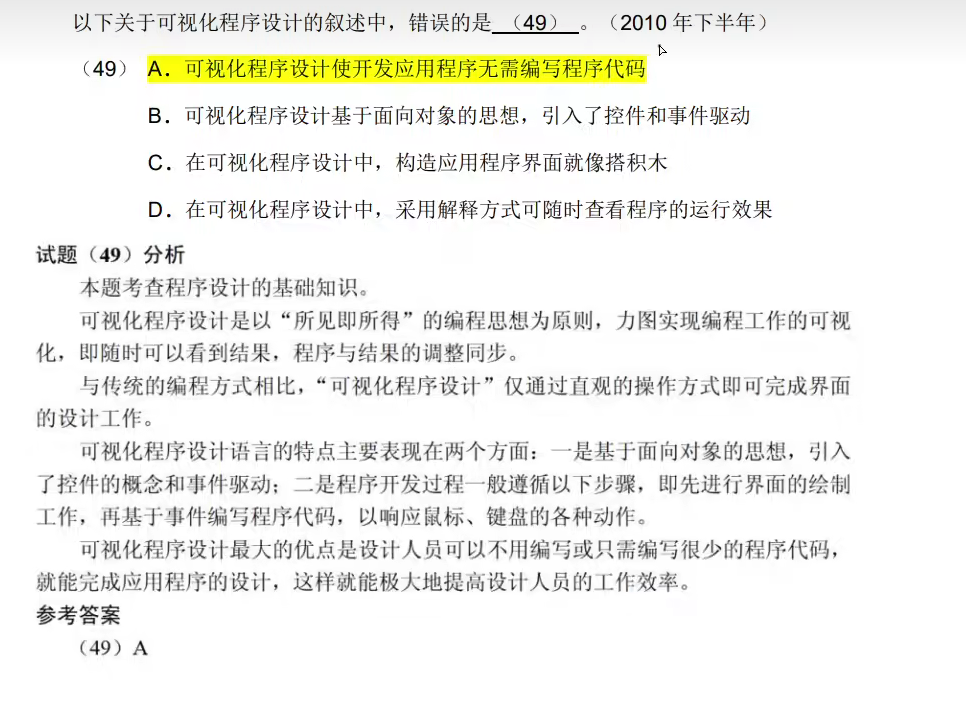 以下关于可视化程序设计的叙述中，错误的是 （49） 。（2010 年下半年）
（49） A．可视化程序设计使开发应用程序无需编写程序代码
B．可视化程序设计基于面向对象的思想，引入了控件和事件驱动
C．在可视化程序设计中，构造应用程序界面就像搭积木
D．在可视化程序设计中，采用解释方式可随时查看程序的运行效果
试题（49）分析
本题考查程序设计的基础知识。
可视化程序设计是以“所见即所得”的编程思想为原则，力图实现编程工作的可视
化，即随时可以看到结果，程序与结果的调整同步。
与传统的编程方式相比，“可视化程序设计”仅通过直观的操作方式即可完成界面
的设计工作。
可视化程序设计语言的特点主要表现在两个方面：一是基于面向对象的思想，引入
了控件的概念和事件驱动；二是程序开发过程一般遵循以下步骤，即先进行界面的绘制
工作，再基于事件编写程序代码，以响应鼠标、键盘的各种动作。
可视化程序设计最大的优点是设计人员可以不用编写或只需编写很少的程序代码，
就能完成应用程序的设计，这样就能极大地提高设计人员的工作效率。
参考答案
（49）A